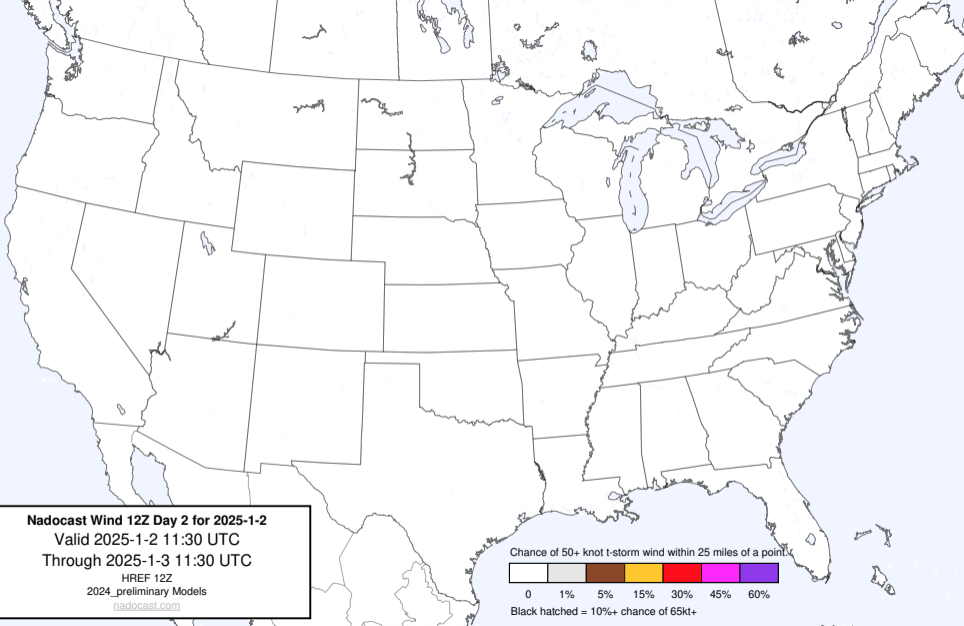 Nadocast Wind 12Z Day 2 for 2025-1-2
Valid 2025-1-2 11:30 UTC
Through 2025-1-3 11:30 UTC
HREF 12Z
2024_preliminary Models
nadocast.com
Chance of 50+ knot t-storm wind within 25 miles of a point.
0 1% 5% 15% 30% 45% 60%
Black hatched = 10%+ chance of 65kt+